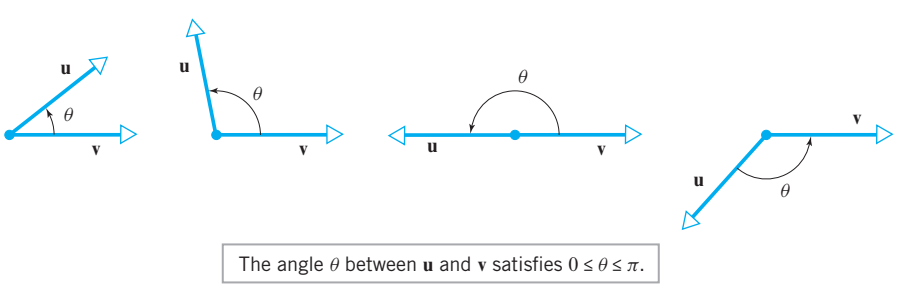 u
θ
v
u
θ
v
θ
u
v
v
u
θ
The angle θ between u and v satisfies 0 ≤ θ ≤ π.